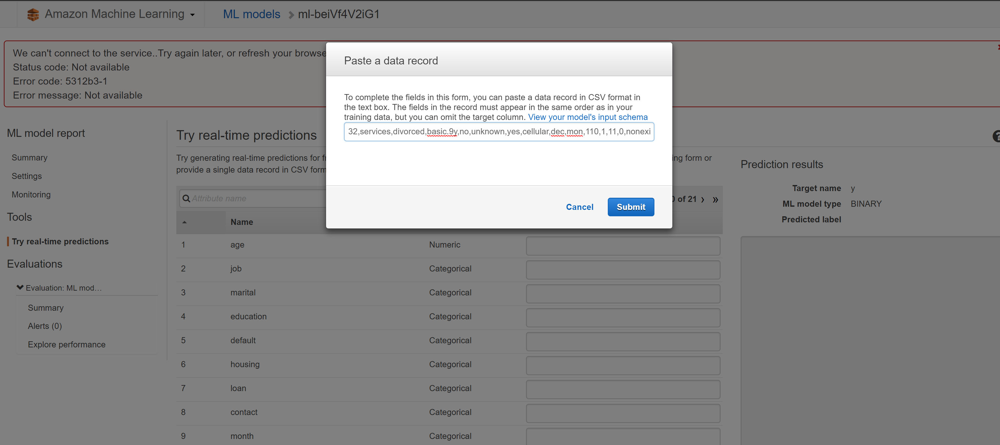 Amazon Machine Learning
ML models ml-beiVf4V2iG1
We can't connect to the service..Try again later, or refresh your browse
Status code: Not available
Error code: 5312b3-1
Error message: Not available
Paste a data record
To complete the fields in this form, you can paste a data record in CSV format in
the text box. The fields in the record must appear in the same order as in your
training data, but you can omit the target column. View your model's input schema
32,services,divorced,basic.9y,no,unknown,yes,cellular,dec,mon,110,1,11,0,nonexi
Cancel Submit
ML model report
Summary
Settings
Monitoring
Tools
Try real-time predictions
Evaluations
Evaluation: ML mod...
Summary
Alerts (0)
Explore performance
Try real-time predictions
Try generating real-time predictions for ing form or
provide a single data record in CSV form
Attribute name of 21 › »
Name
1 age Numeric
2 job Categorical
3 marital Categorical
4 education Categorical
5 default Categorical
6 housing Categorical
7 loan Categorical
8 contact Categorical
9 month Categorical
Prediction results
Target name y
ML model type BINARY
Predicted label